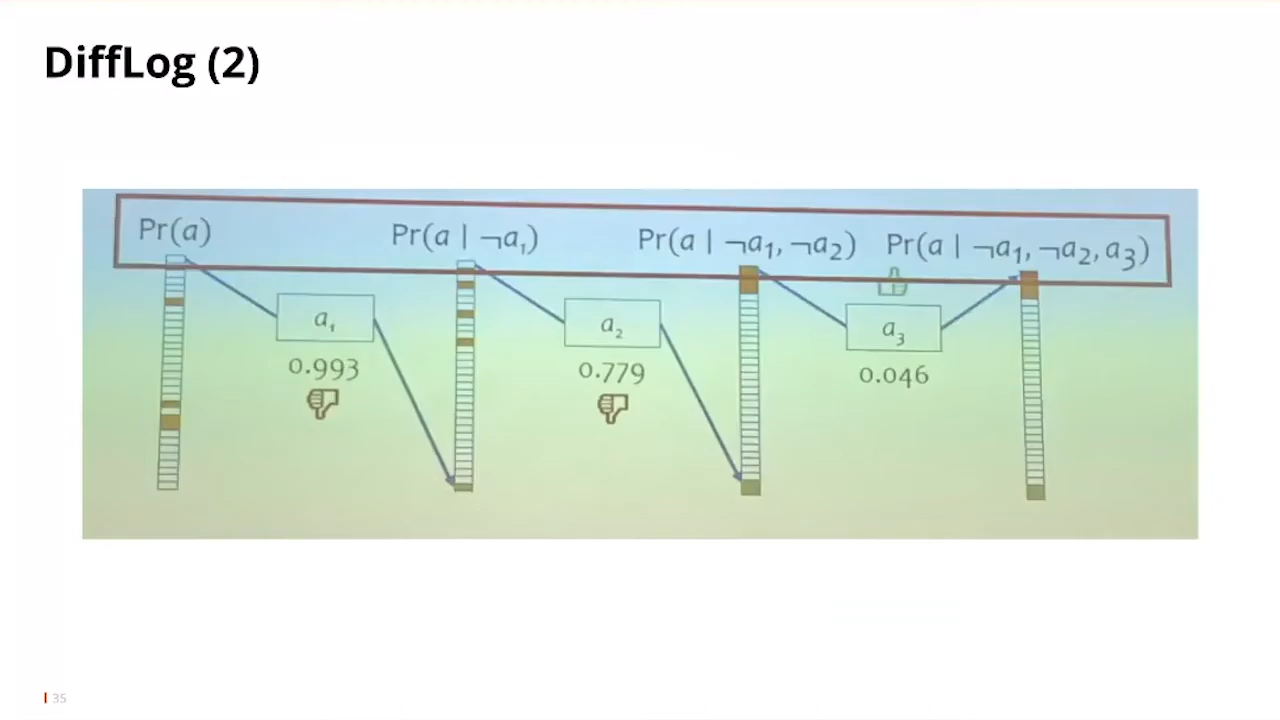 DiffLog (2)
Pr(a) Pr(a | ¬a₁) Pr(a | ¬a₁, ¬a₂) Pr(a | ¬a₁, ¬a₂, a₃)
a₁ a₂ a₃
0.993 0.779 0.046
35